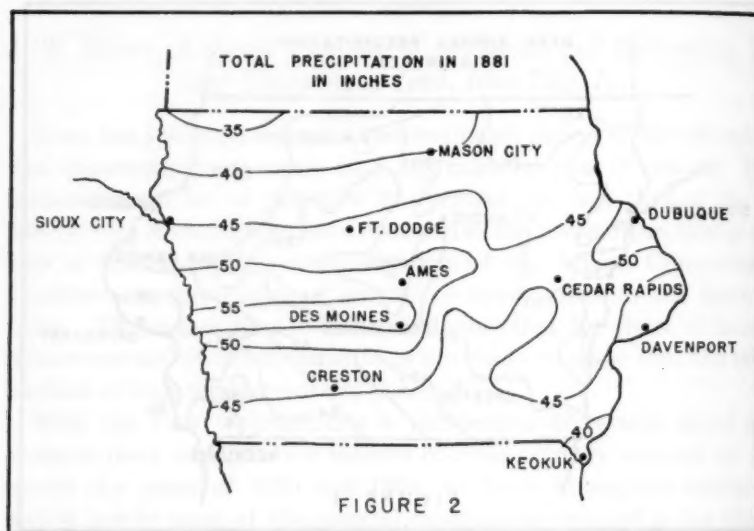 TOTAL PRECIPITATION IN 1881
IN INCHES
35
MASON CITY
40
SIOUX CITY
45
FT. DODGE
45
DUBUQUE
50
50
AMES
CEDAR RAPIDS
55
DES MOINES
50
DAVENPORT
CRESTON
45
45
40
KEOKUK
FIGURE 2